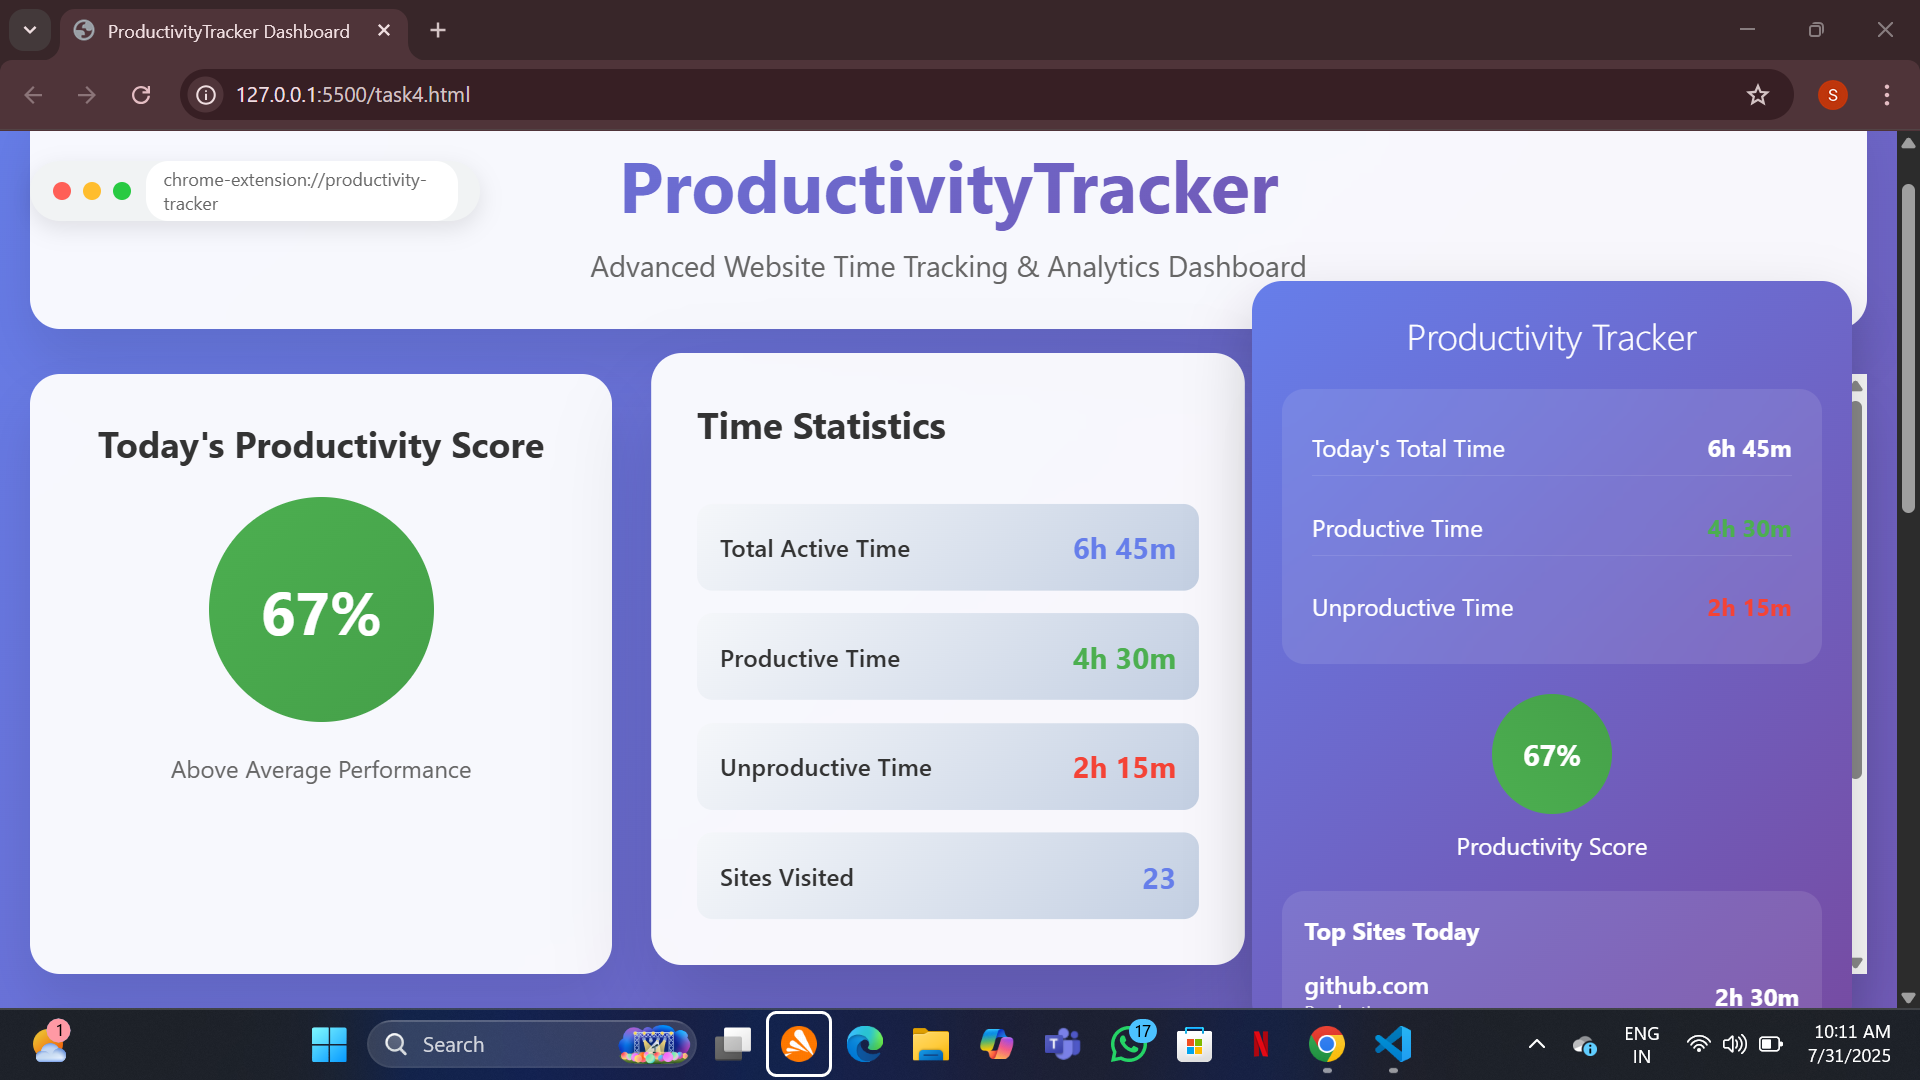 ProductivityTracker Dashboard
127.0.0.1:5500/task4.html
S
chrome-extension://productivity-
tracker
ProductivityTracker
Advanced Website Time Tracking & Analytics Dashboard
Today's Productivity Score
67%
Above Average Performance
Time Statistics
Total Active Time 6h 45m
Productive Time 4h 30m
Unproductive Time 2h 15m
Sites Visited 23
Productivity Tracker
Today's Total Time 6h 45m
Productive Time 4h 30m
Unproductive Time 2h 15m
67%
Productivity Score
Top Sites Today
github.com 2h 30m
1
Search
T
17
N
ENG
IN
10:11 AM
7/31/2025